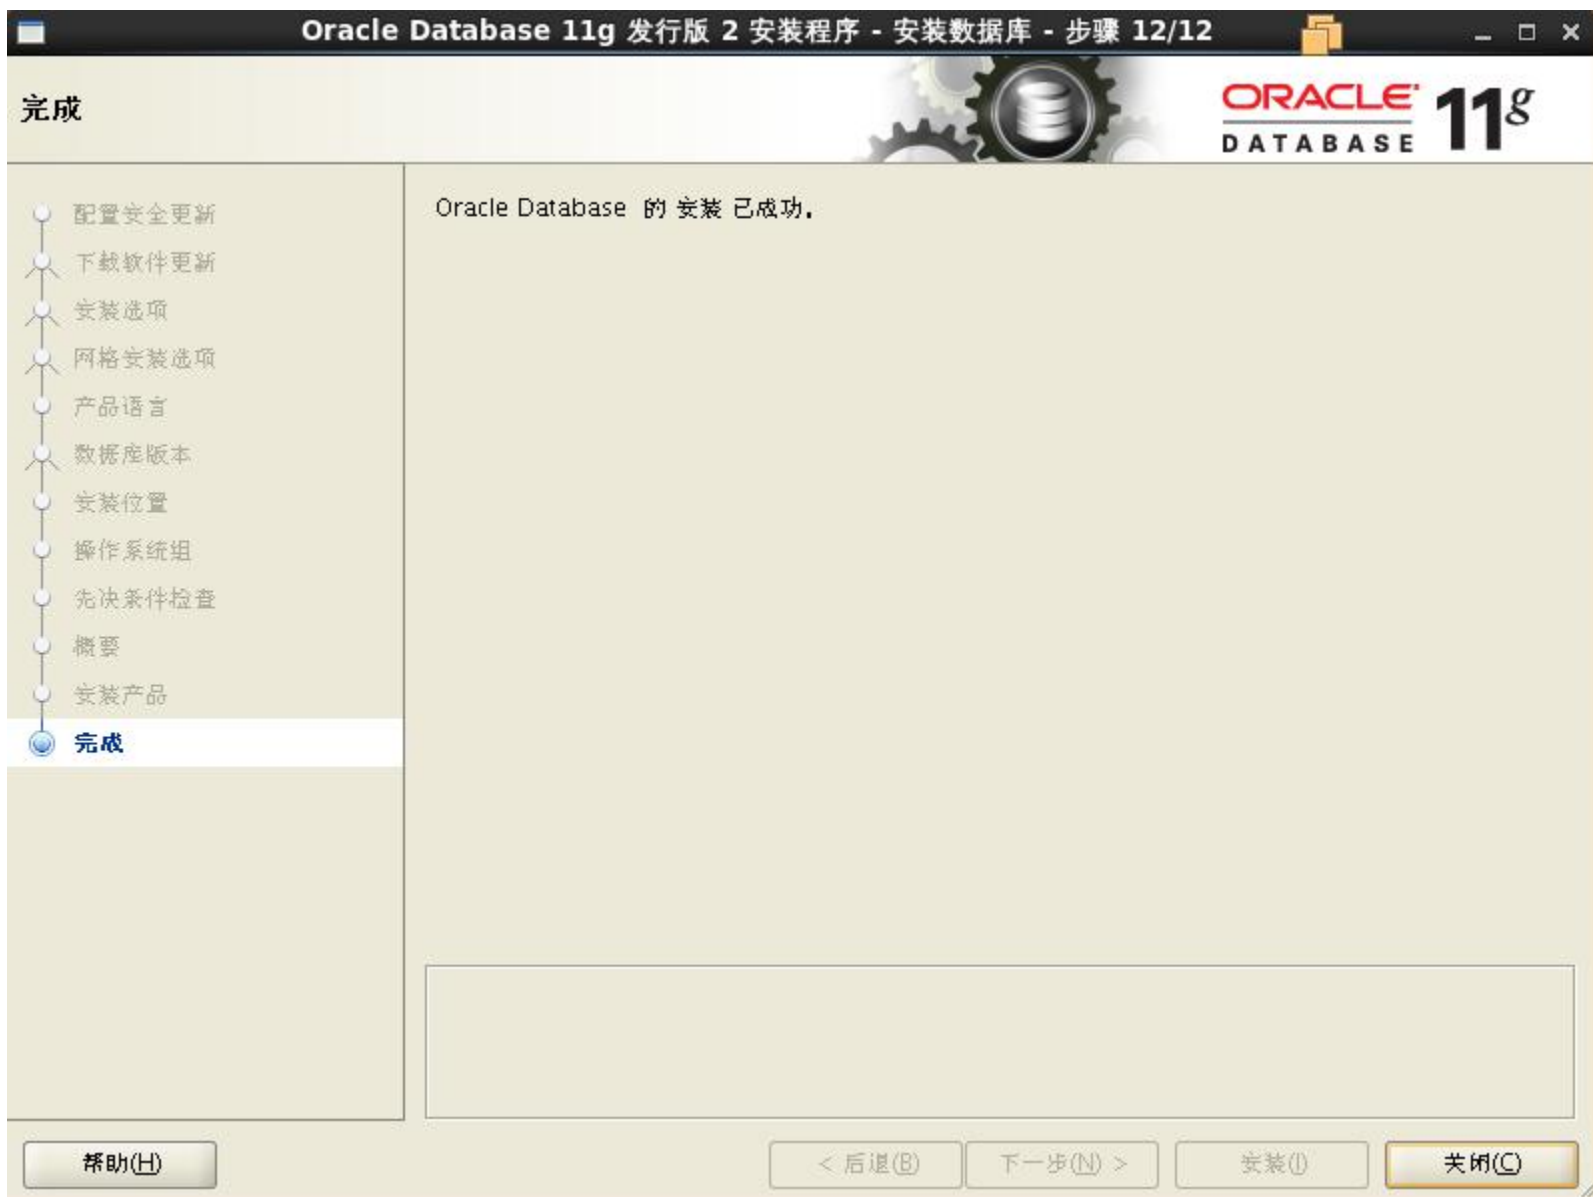 Oracle Database 11g 发行版 2 安装程序 - 安装数据库 - 步骤 12/12
完成
ORACLE
DATABASE
11g
配置安全更新
下载软件更新
安装选项
网格安装选项
产品语言
数据库版本
安装位置
操作系统组
先决条件检查
概要
安装产品
完成
Oracle Database 的 安装 已成功。
帮助(H)
< 后退(B)
下一步(N) >
安装(I)
关闭(C)